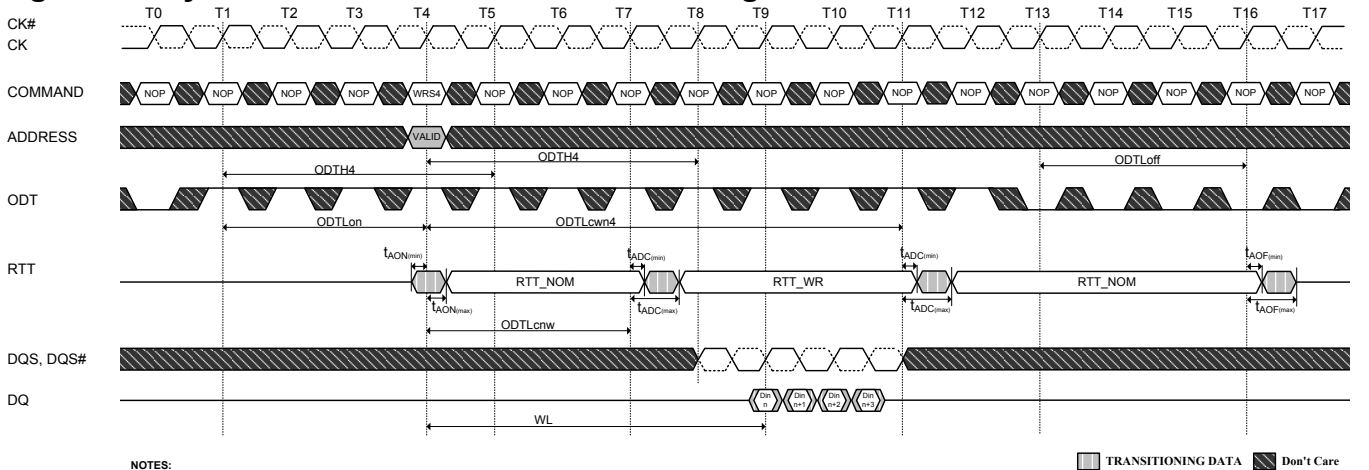 T0 T1 T2 T3 T4 T5 T6 T7 T8 T9 T10 T11 T12 T13 T14 T15 T16 T17
CK#
CK
COMMAND NOP NOP NOP NOP WRS4 NOP NOP NOP NOP NOP NOP NOP NOP NOP NOP NOP NOP NOP
ADDRESS VALID
ODTH4 ODTLoff
ODTH4
ODT
ODTLon ODTLcwn4
tAON(min) tADC(min) tADC(min) tAOF(min)
RTT RTT_NOM RTT_WR RTT_NOM
tAON(max) tADC(max) tADC(max) tAOF(max)
ODTLcnw
DQS, DQS#
DQ Din n Din n+1 Din n+2 Din n+3
WL
NOTES: TRANSITIONING DATA Don't Care